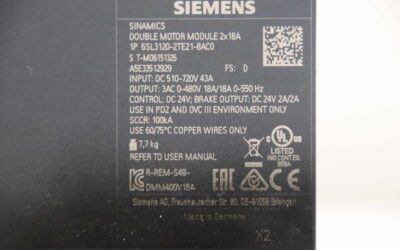 SIEMENS
SINAMICS
DOUBLE MOTOR MODULE 2x18A
1P 6SL3120-2TE21-8AC0
S T-M06151326
A5E33512929 FS: D
INPUT: DC 510-720V 43A
OUTPUT: 3AC 0-480V 18A/18A 0-550 Hz
CONTROL: DC 24V; BRAKE OUTPUT: DC 24V 2A/2A
USE IN PD2 AND OVC III ENVIRONMENT ONLY
SCCR: 100kA
USE 60/75°C COPPER WIRES ONLY
7,7 kg
REFER TO USER MANUAL
C UL US
LISTED
IND.CONT.EQ.
R-REM-S49-
DMM400V18A
Siemens AG, Frauenauracher Str. 80, DE-91056 Erlangen
Made in Germany
X2